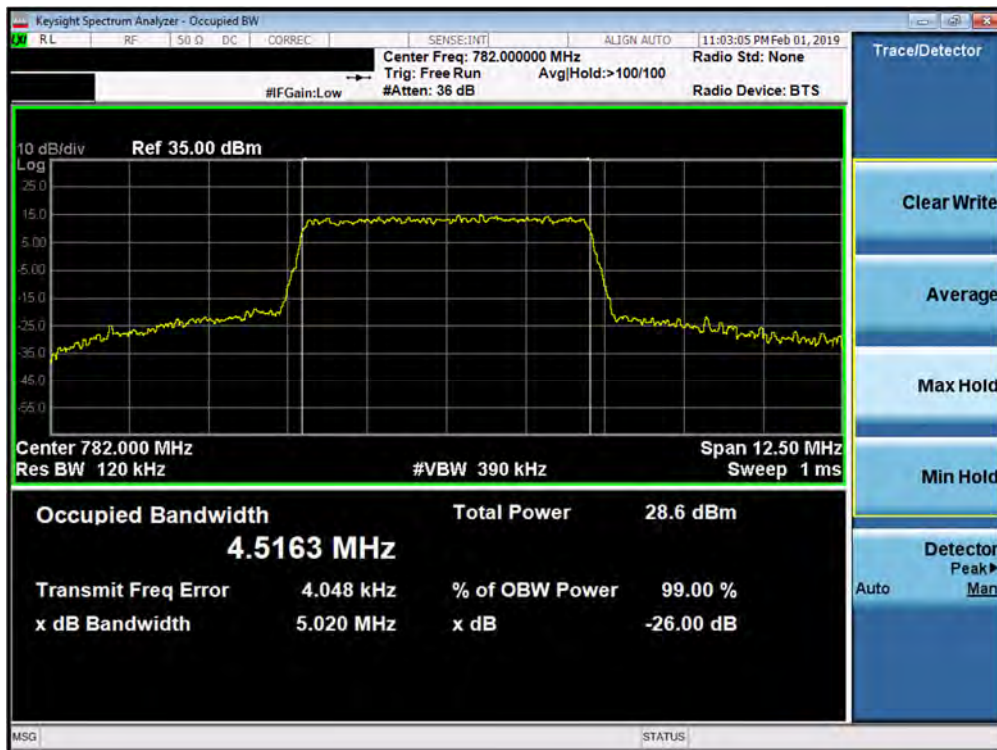 Keysight Spectrum Analyzer - Occupied BW
LXI RL RF 50 Ω DC CORREC SENSE:INT ALIGN AUTO 11:03:05 PM Feb 01, 2019
Center Freq: 782.000000 MHz Radio Std: None
Trig: Free Run Avg|Hold:>100/100
#IFGain:Low #Atten: 36 dB Radio Device: BTS
10 dB/div Ref 35.00 dBm
Log
25.0
15.0
5.00
-5.00
-15.0
-25.0
-35.0
-45.0
-55.0
Center 782.000 MHz Span 12.50 MHz
Res BW 120 kHz #VBW 390 kHz Sweep 1 ms
Occupied Bandwidth Total Power 28.6 dBm
4.5163 MHz
Transmit Freq Error 4.048 kHz % of OBW Power 99.00 %
x dB Bandwidth 5.020 MHz x dB -26.00 dB
MSG STATUS
Trace/Detector
Clear Write
Average
Max Hold
Min Hold
Detector
Peak▶
Auto Man